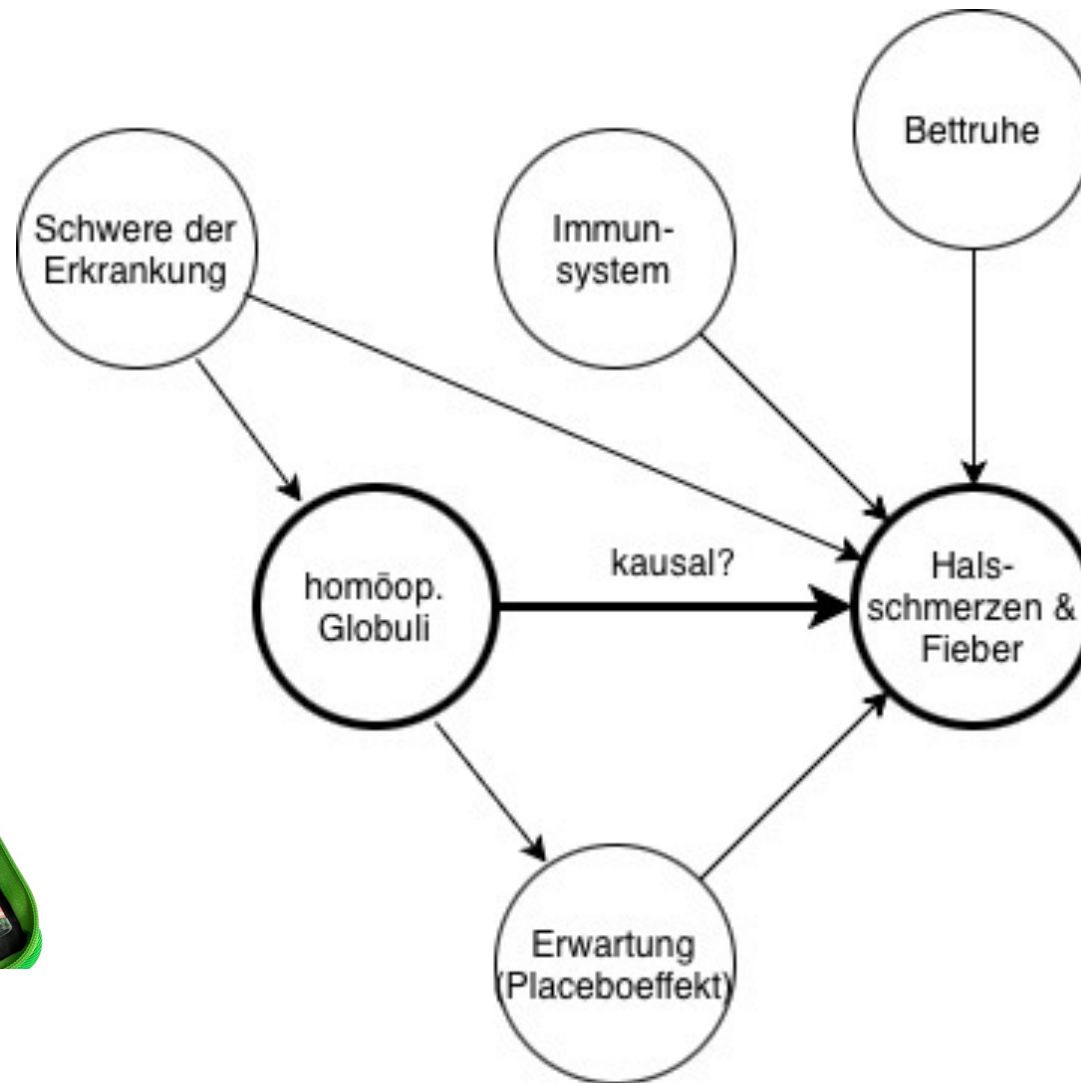 Bettruhe
Schwere der
Erkrankung
Immun-
system
kausal?
homöop.
Globuli
Hals-
schmerzen &
Fieber
Erwartung
(Placeboeffekt)